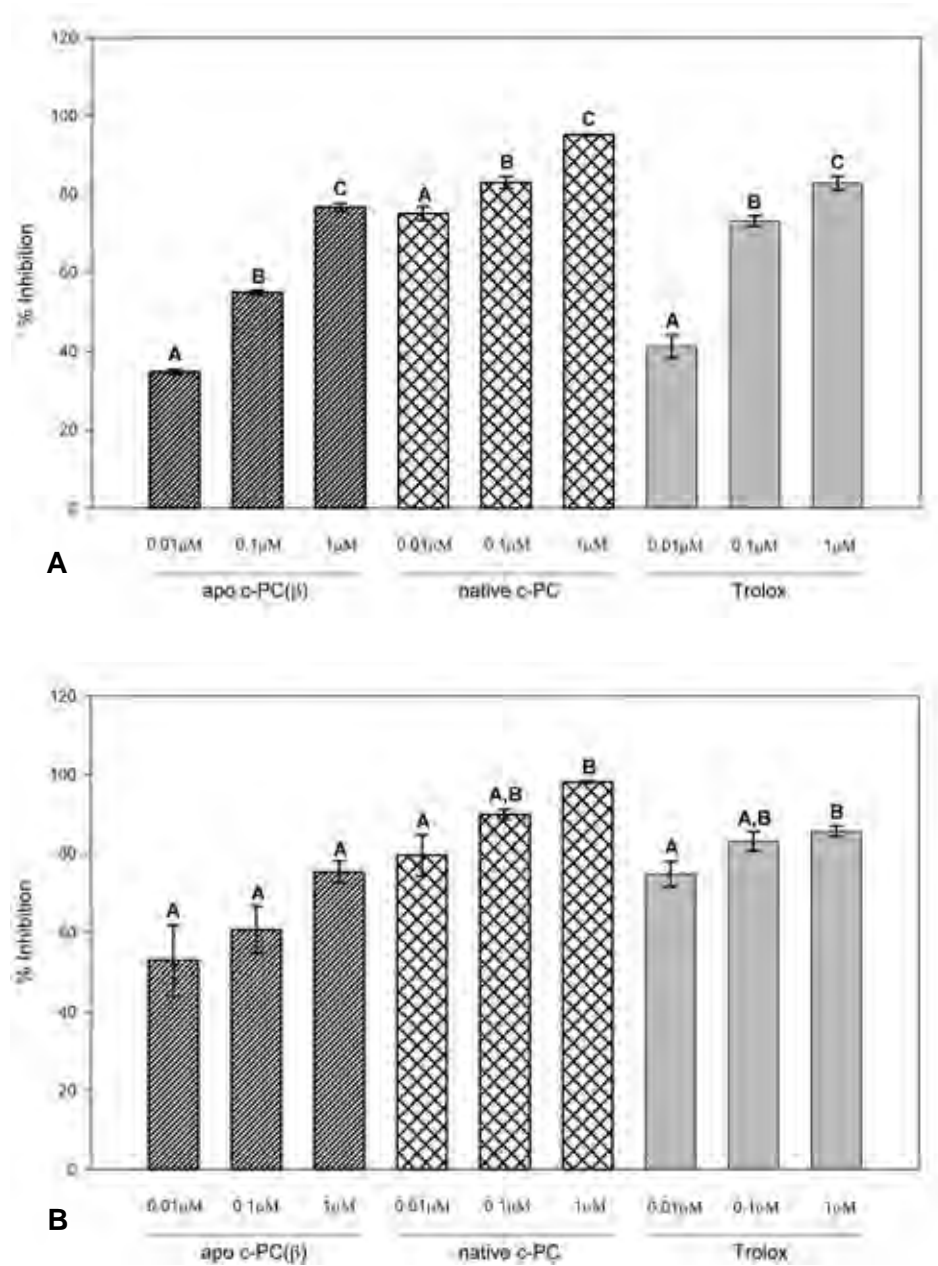 120
100
80
60
40
20
0
% Inhibition
A
B
C
A
B
C
A
B
C
0.01µM 0.1µM 1µM 0.01µM 0.1µM 1µM 0.01µM 0.1µM 1µM
A
apo c-PC(β) native c-PC Trolox
120
100
80
60
40
20
0
% Inhibition
A
A
A
A
A,B
B
A
A,B
B
0.01µM 0.1µM 1µM 0.01µM 0.1µM 1µM 0.01µM 0.1µM 1µM
B
apo c-PC(β) native c-PC Trolox